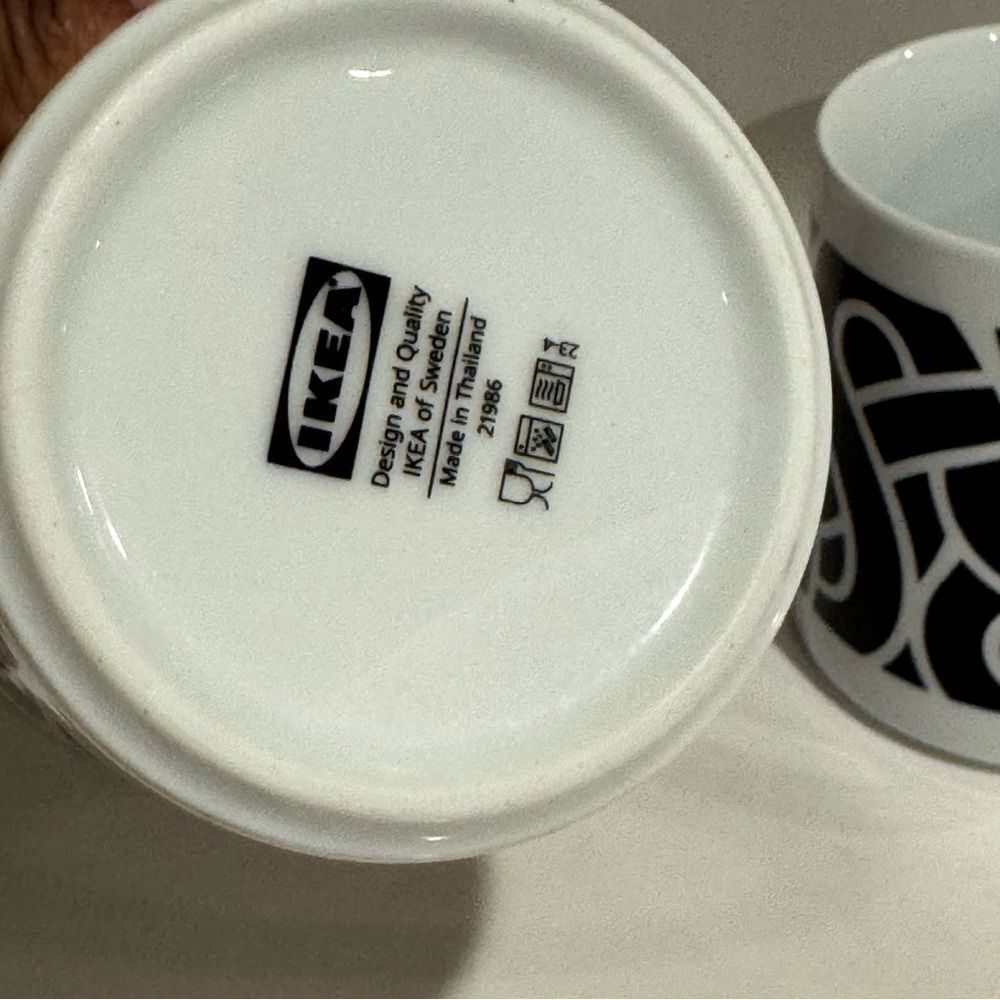 IKEA®
Design and Quality
IKEA of Sweden
Made in Thailand
21986